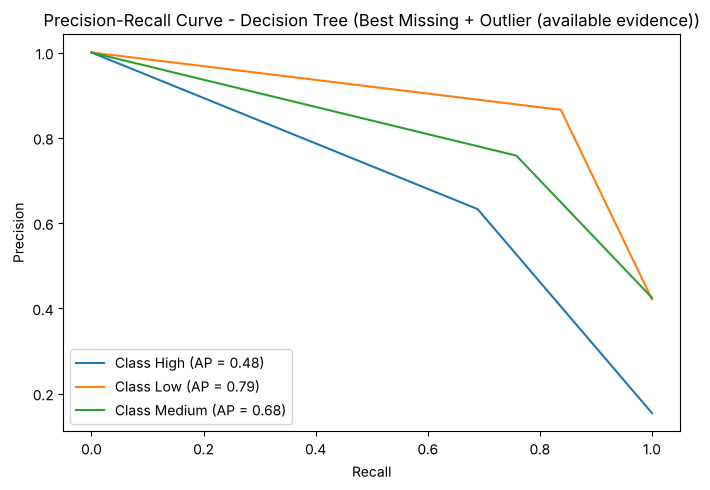 Precision-Recall Curve - Decision Tree (Best Missing + Outlier (available evidence))
Precision
1.0
0.8
0.6
0.4
0.2
Class High (AP = 0.48)
Class Low (AP = 0.79)
Class Medium (AP = 0.68)
0.0 0.2 0.4 0.6 0.8 1.0
Recall